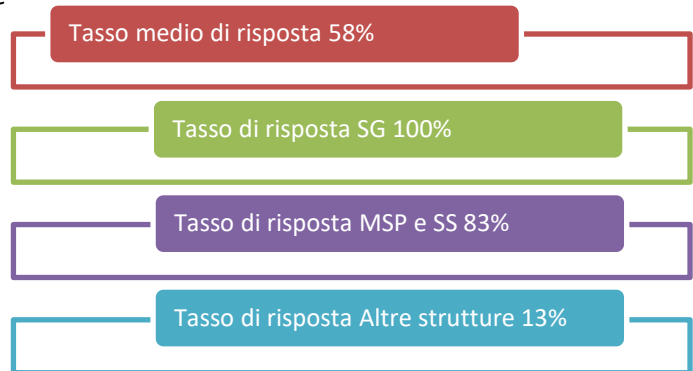 Tasso medio di risposta 58%
Tasso di risposta SG 100%
Tasso di risposta MSP e SS 83%
Tasso di risposta Altre strutture 13%